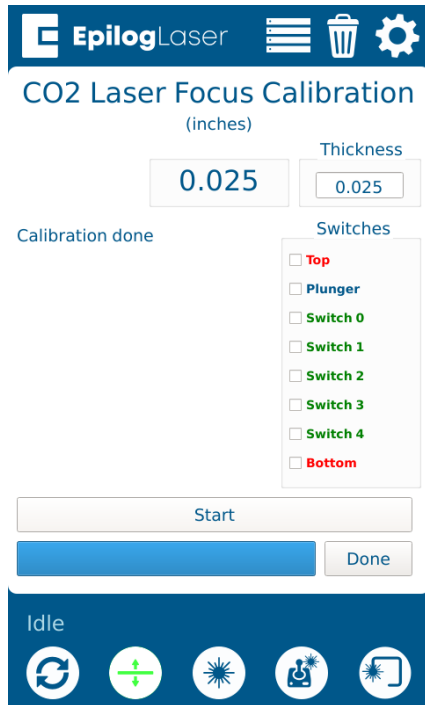 EpilogLaser
CO2 Laser Focus Calibration
(inches)
Thickness
0.025
0.025
Calibration done
Switches
Top
Plunger
Switch 0
Switch 1
Switch 2
Switch 3
Switch 4
Bottom
Start
Done
Idle